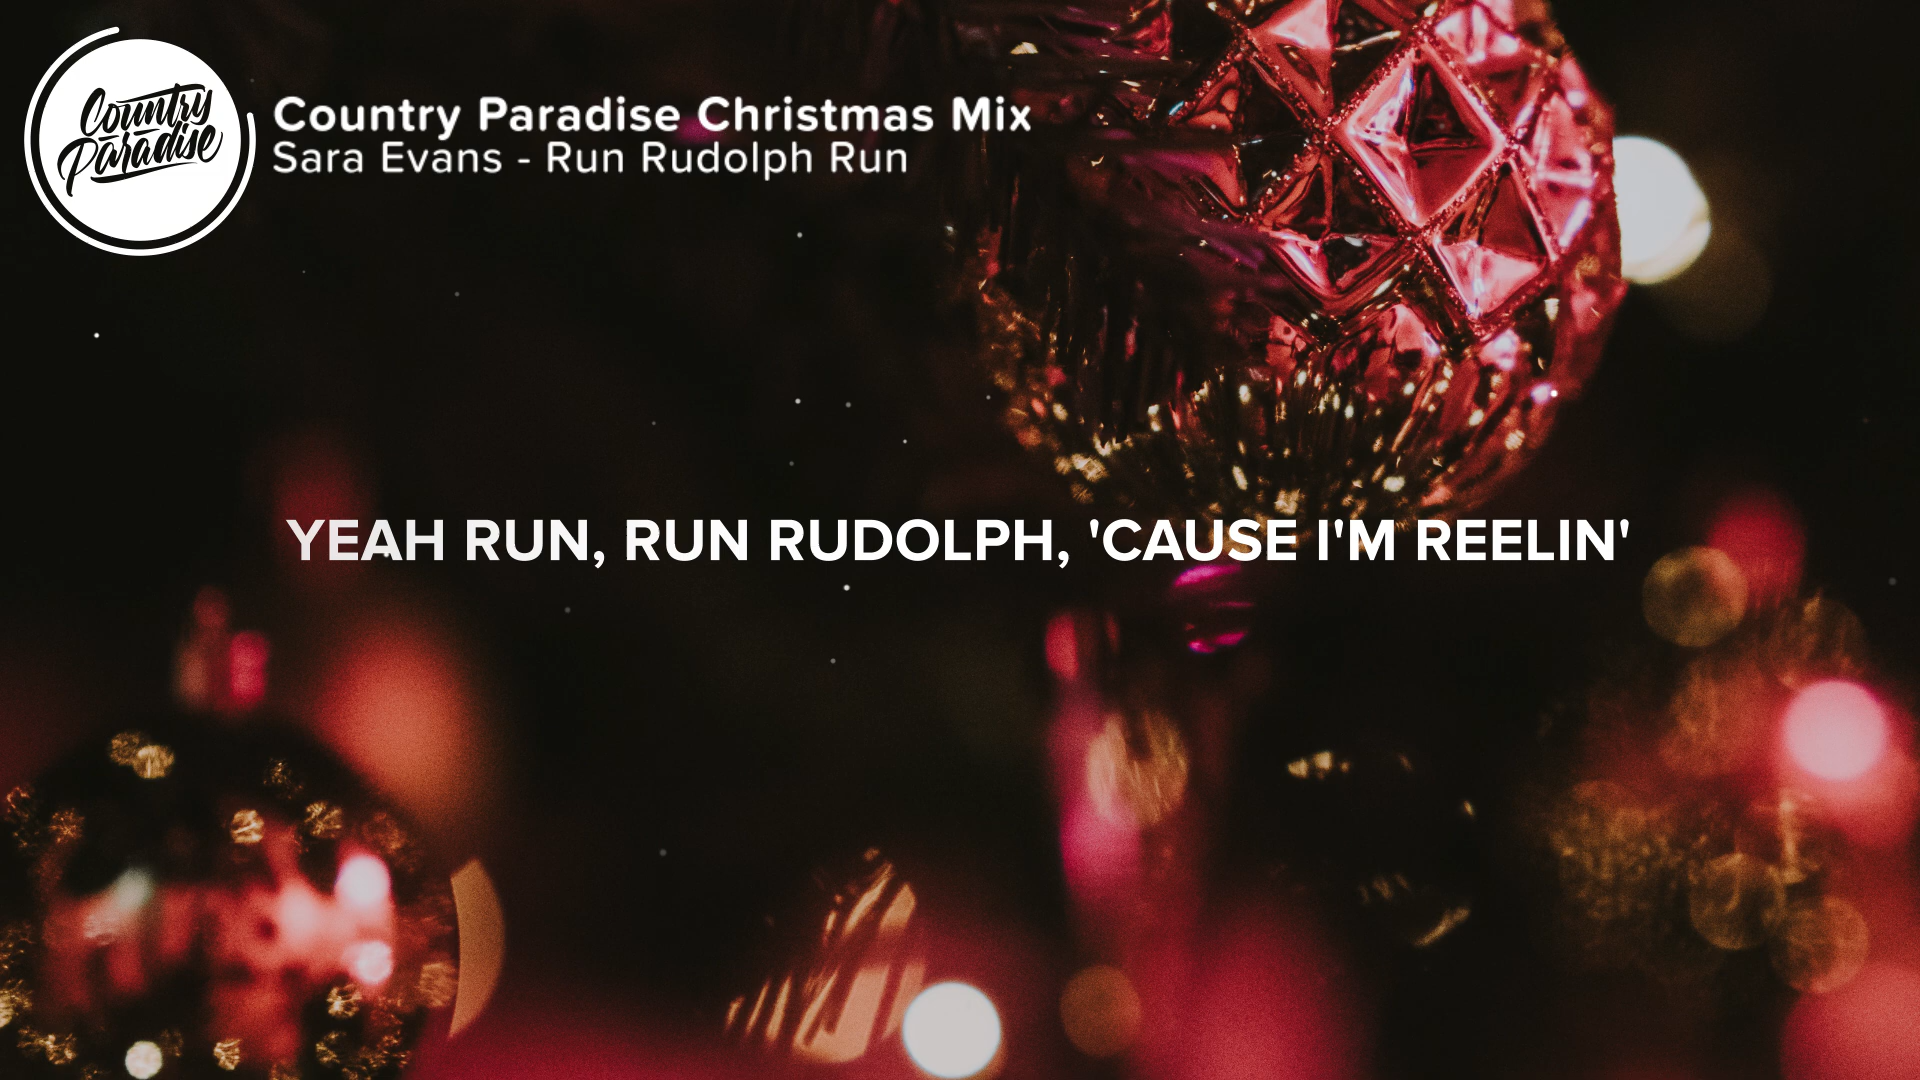 Country
Paradise
Country Paradise Christmas Mix
Sara Evans - Run Rudolph Run
YEAH RUN, RUN RUDOLPH, 'CAUSE I'M REELIN'